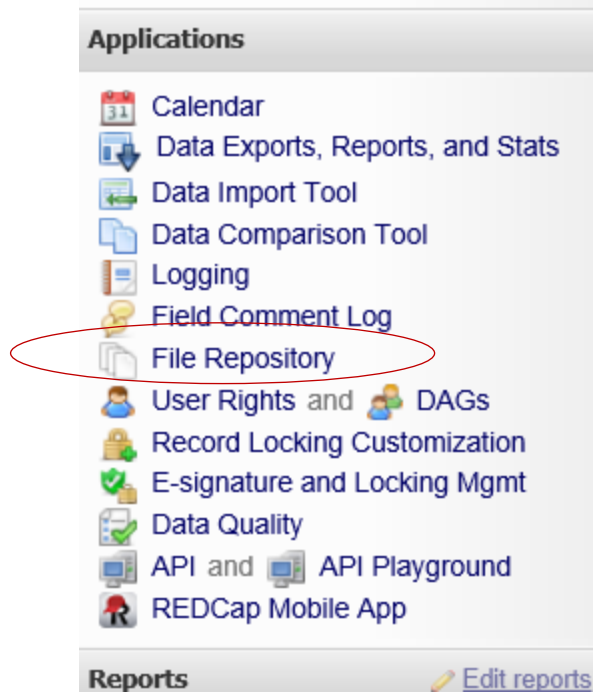 Applications
31 Calendar
Data Exports, Reports, and Stats
Data Import Tool
Data Comparison Tool
Logging
Field Comment Log
File Repository
User Rights and DAGs
Record Locking Customization
E-signature and Locking Mgmt
Data Quality
API and API Playground
REDCap Mobile App
Reports Edit reports